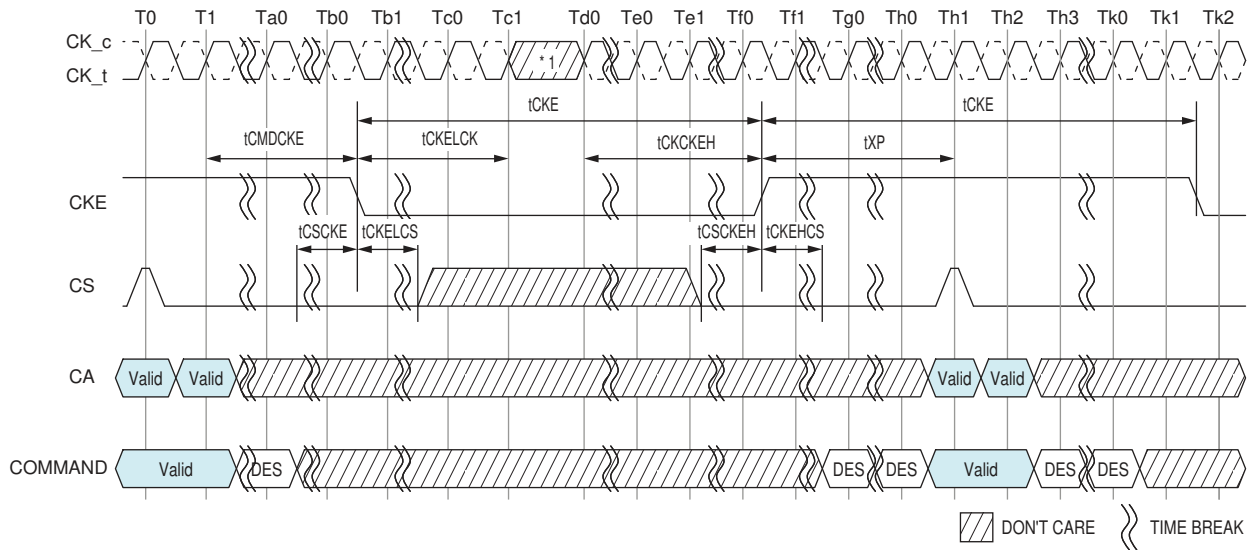 T0 T1 Ta0 Tb0 Tb1 Tc0 Tc1 Td0 Te0 Te1 Tf0 Tf1 Tg0 Th0 Th1 Th2 Th3 Tk0 Tk1 Tk2
CK_c
CK_t
* 1
tCKE tCKE
tCMDCKE tCKELCK tCKCKEH tXP
CKE
tCSCKE tCKELCS tCSCKEH tCKEHCS
CS
CA Valid Valid Valid Valid
COMMAND Valid DES DES DES Valid DES DES
DON'T CARE TIME BREAK